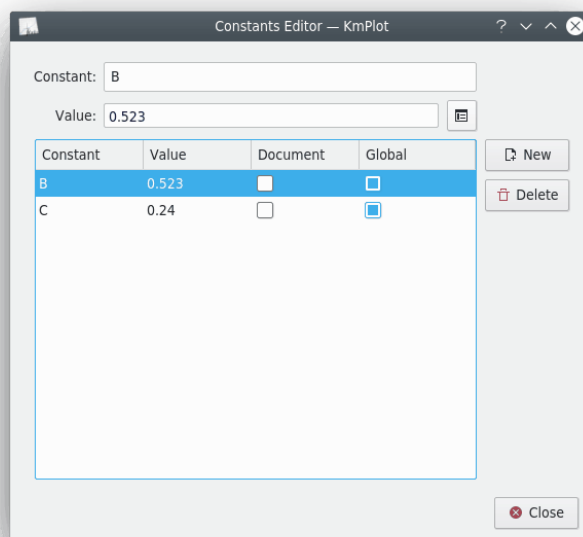 Constants Editor — KmPlot ?
Constant: B
Value: 0.523
Constant Value Document Global
B 0.523
C 0.24
New
Delete
Close